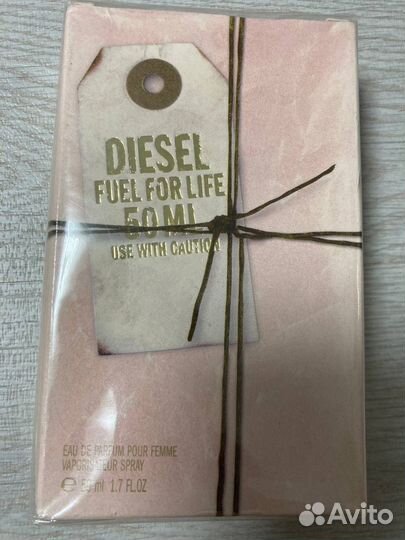 DIESEL
FUEL FOR LIFE
50 ML
USE WITH CAUTION
EAU DE PARFUM POUR FEMME
VAPORISATEUR SPRAY
℮ 50 ml 1.7 FL.OZ
Avito